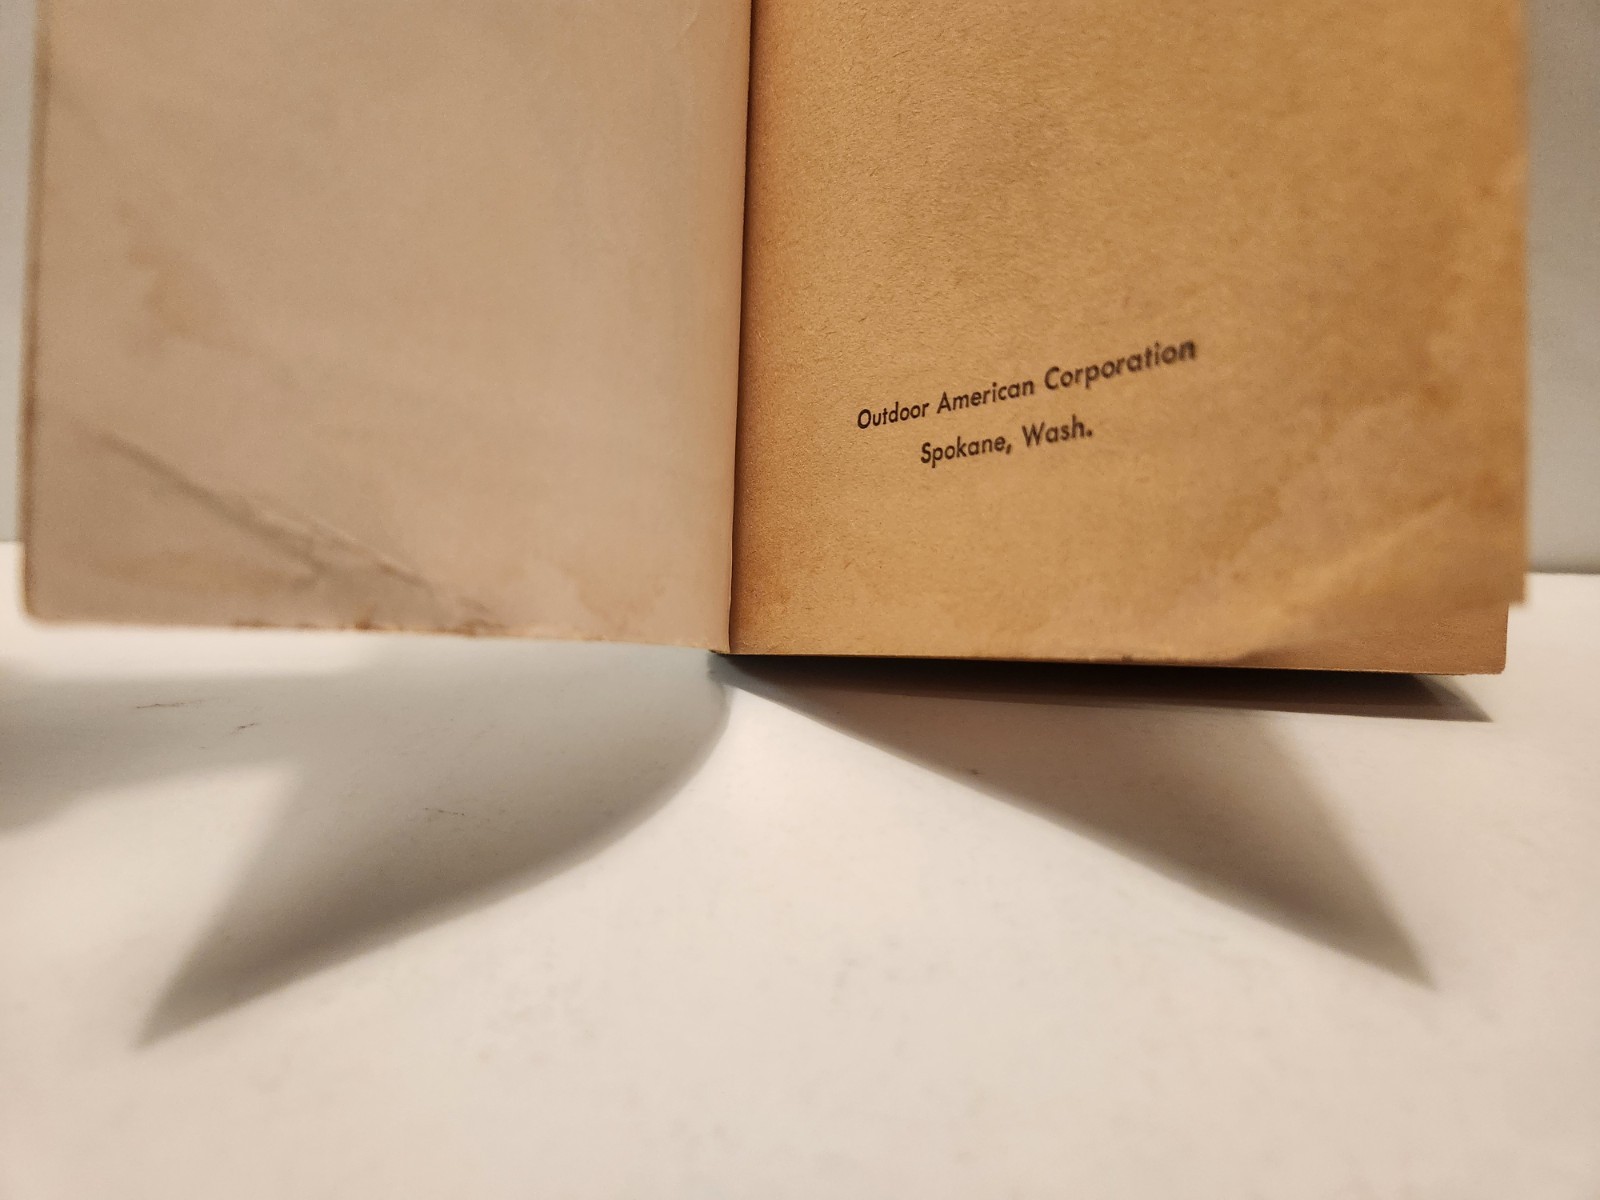 Outdoor American Corporation
Spokane, Wash.